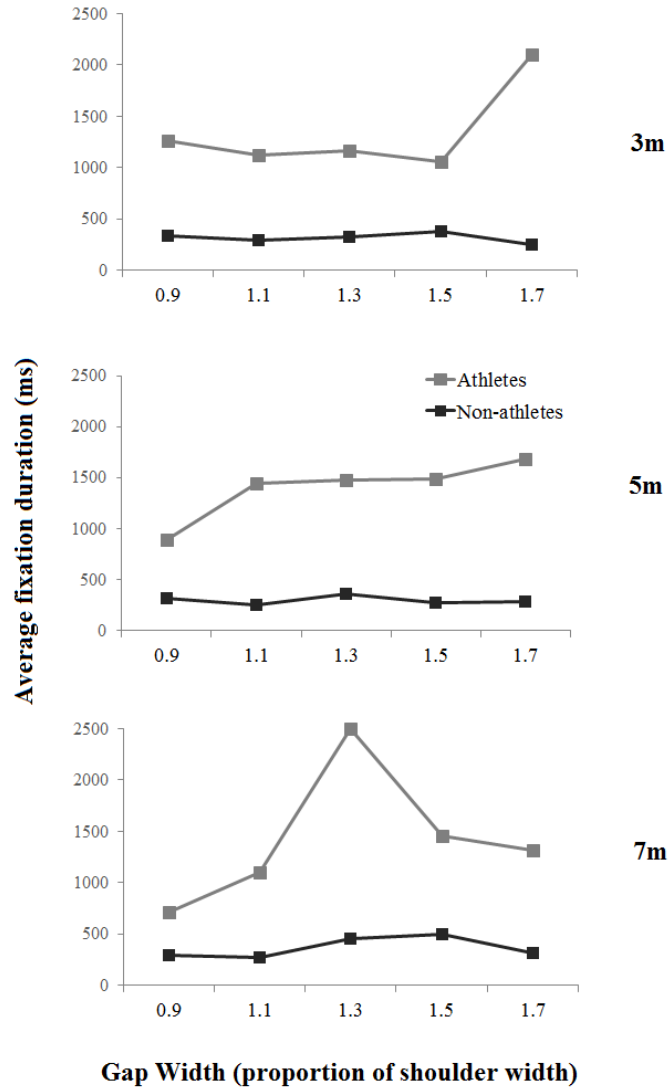 2500
2000
1500
1000
500
0
0.9 1.1 1.3 1.5 1.7
3m
Average fixation duration (ms)
2500
2000
1500
1000
500
0
0.9 1.1 1.3 1.5 1.7
Athletes
Non-athletes
5m
2500
2000
1500
1000
500
0
0.9 1.1 1.3 1.5 1.7
7m
Gap Width (proportion of shoulder width)